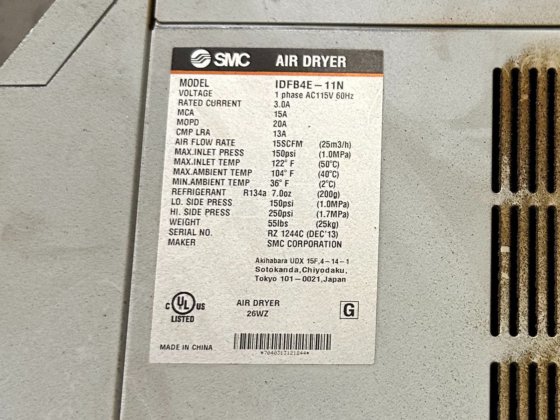 SMC AIR DRYER
MODEL IDFB4E-11N
VOLTAGE 1 phase AC115V 60Hz
RATED CURRENT 3.0A
MCA 15A
MOPD 20A
CMP LRA 13A
AIR FLOW RATE 15SCFM (25m3/h)
MAX.INLET PRESS 150psi (1.0MPa)
MAX.INLET TEMP 122°F (50°C)
MAX.AMBIENT TEMP 104°F (40°C)
MIN.AMBIENT TEMP 36°F (2°C)
REFRIGERANT R134a 7.0oz (200g)
LO. SIDE PRESS 150psi (1.0MPa)
HI. SIDE PRESS 250psi (1.7MPa)
WEIGHT 55lbs (25kg)
SERIAL NO. RZ 1244C (DEC'13)
MAKER SMC CORPORATION
Akihabara UDX 15F,4-14-1
Sotokanda,Chiyodaku,
Tokyo 101-0021,Japan
C UL US LISTED
AIR DRYER
26WZ
G
MADE IN CHINA